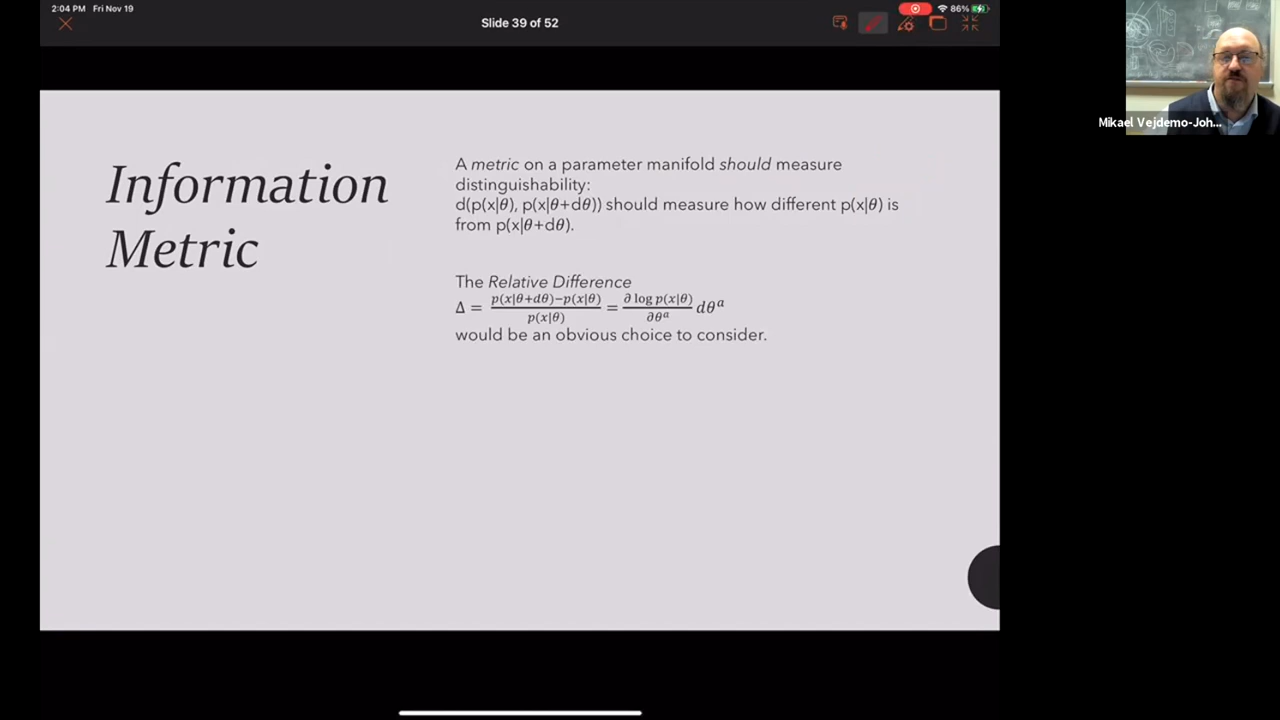 2:04 PM Fri Nov 19
86%
Slide 39 of 52
Mikael Vejdemo-Joh...
Information
Metric
A metric on a parameter manifold should measure
distinguishability:
d(p(x|θ), p(x|θ+dθ)) should measure how different p(x|θ) is
from p(x|θ+dθ).
The Relative Difference
Δ = \frac{p(x|θ+dθ)−p(x|θ)}{p(x|θ)} = \frac{∂ log p(x|θ)}{∂θ^a} dθ^a
would be an obvious choice to consider.